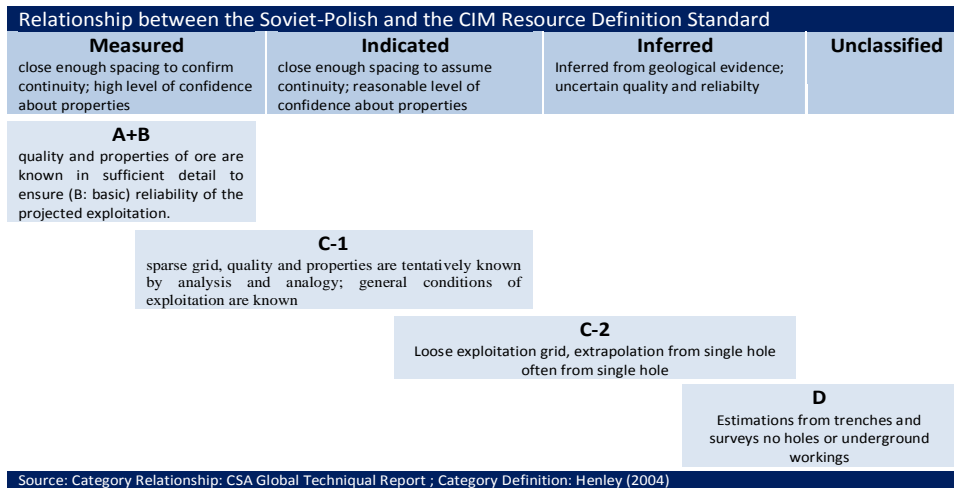 Relationship between the Soviet-Polish and the CIM Resource Definition Standard
Measured
close enough spacing to confirm
continuity; high level of confidence
about properties
Indicated
close enough spacing to assume
continuity; reasonable level of
confidence about properties
Inferred
Inferred from geological evidence;
uncertain quality and reliabilty
Unclassified
A+B
quality and properties of ore are
known in sufficient detail to
ensure (B: basic) reliability of the
projected exploitation.
C-1
sparse grid, quality and properties are tentatively known
by analysis and analogy; general conditions of
exploitation are known
C-2
Loose exploitation grid, extrapolation from single hole
often from single hole
D
Estimations from trenches and
surveys no holes or underground
workings
Source: Category Relationship: CSA Global Techniqual Report ; Category Definition: Henley (2004)